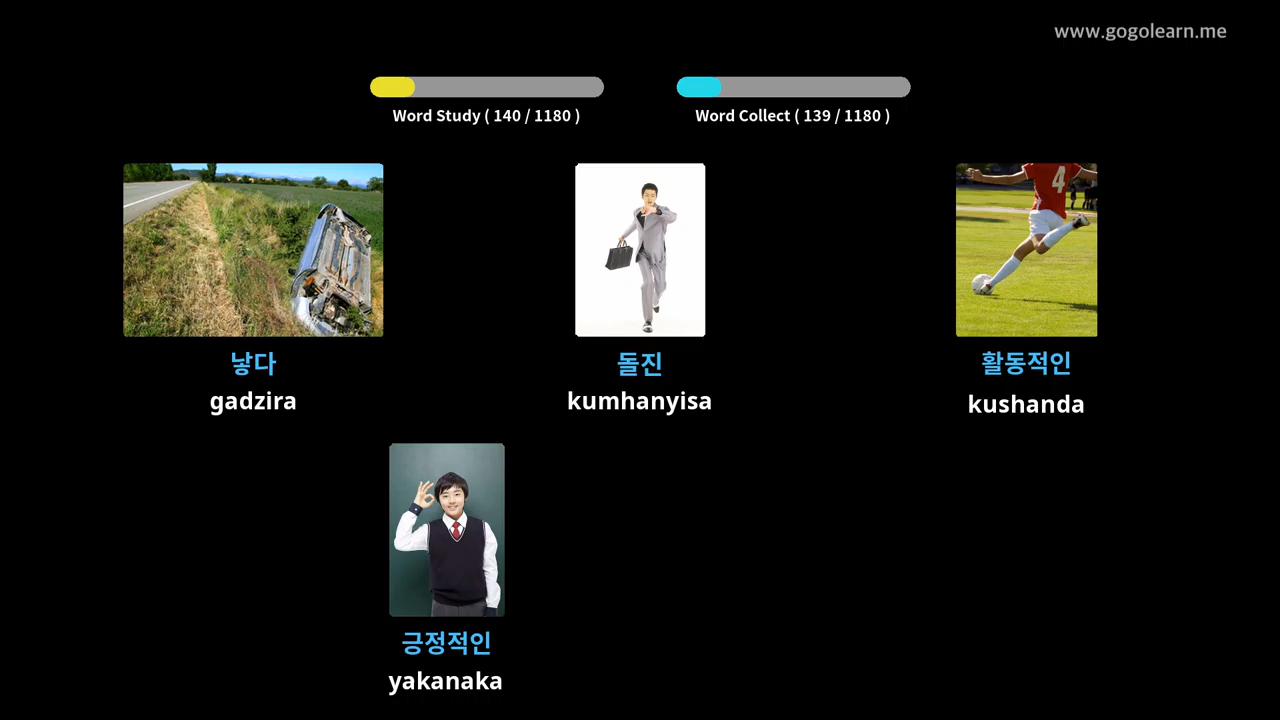 www.gogolearn.me
Word Study ( 140 / 1180 )
Word Collect ( 139 / 1180 )
낳다
gadzira
돌진
kumhanyisa
활동적인
kushanda
4
긍정적인
yakanaka